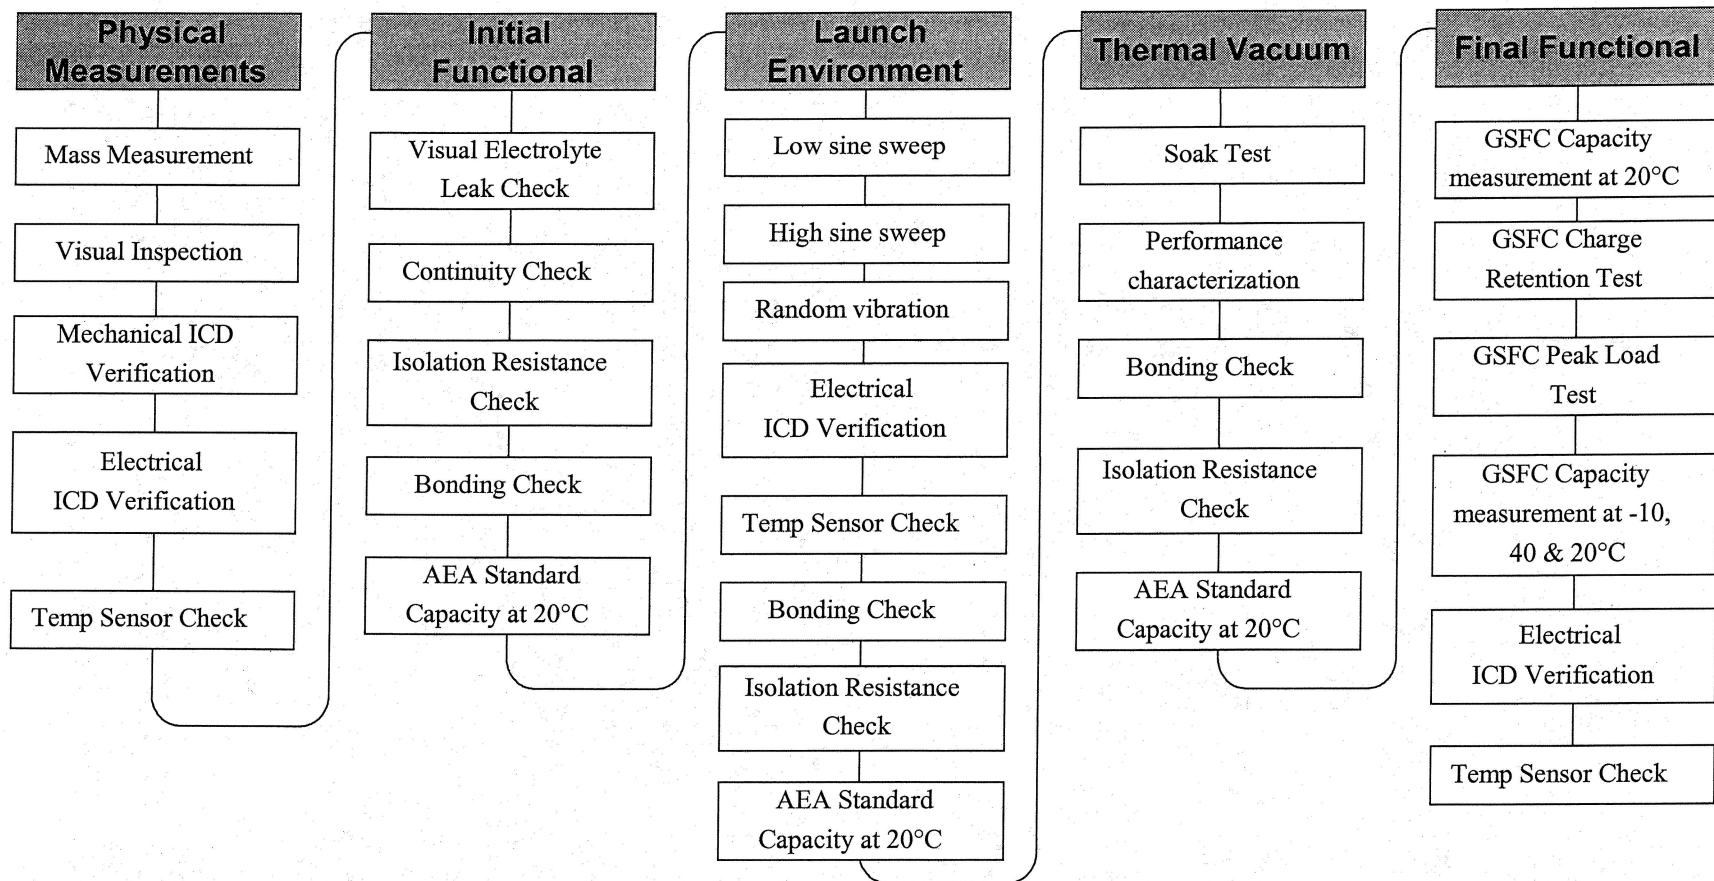 Physical
Measurements
Mass Measurement
Visual Inspection
Mechanical ICD
Verification
Electrical
ICD Verification
Temp Sensor Check
Initial
Functional
Visual Electrolyte
Leak Check
Continuity Check
Isolation Resistance
Check
Bonding Check
AEA Standard
Capacity at 20°C
Launch
Environment
Low sine sweep
High sine sweep
Random vibration
Electrical
ICD Verification
Temp Sensor Check
Bonding Check
Isolation Resistance
Check
AEA Standard
Capacity at 20°C
Thermal Vacuum
Soak Test
Performance
characterization
Bonding Check
Isolation Resistance
Check
AEA Standard
Capacity at 20°C
Final Functional
GSFC Capacity
measurement at 20°C
GSFC Charge
Retention Test
GSFC Peak Load
Test
GSFC Capacity
measurement at -10,
40 & 20°C
Electrical
ICD Verification
Temp Sensor Check